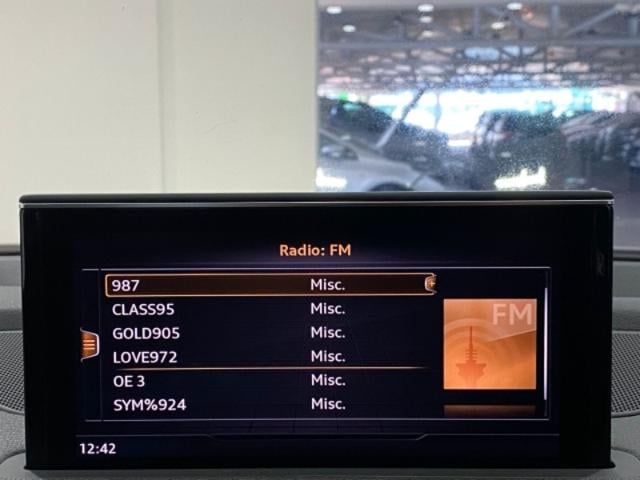 Radio: FM
987 Misc.
CLASS95 Misc.
GOLD905 Misc.
LOVE972 Misc.
OE 3 Misc.
SYM%924 Misc.
FM
12:42